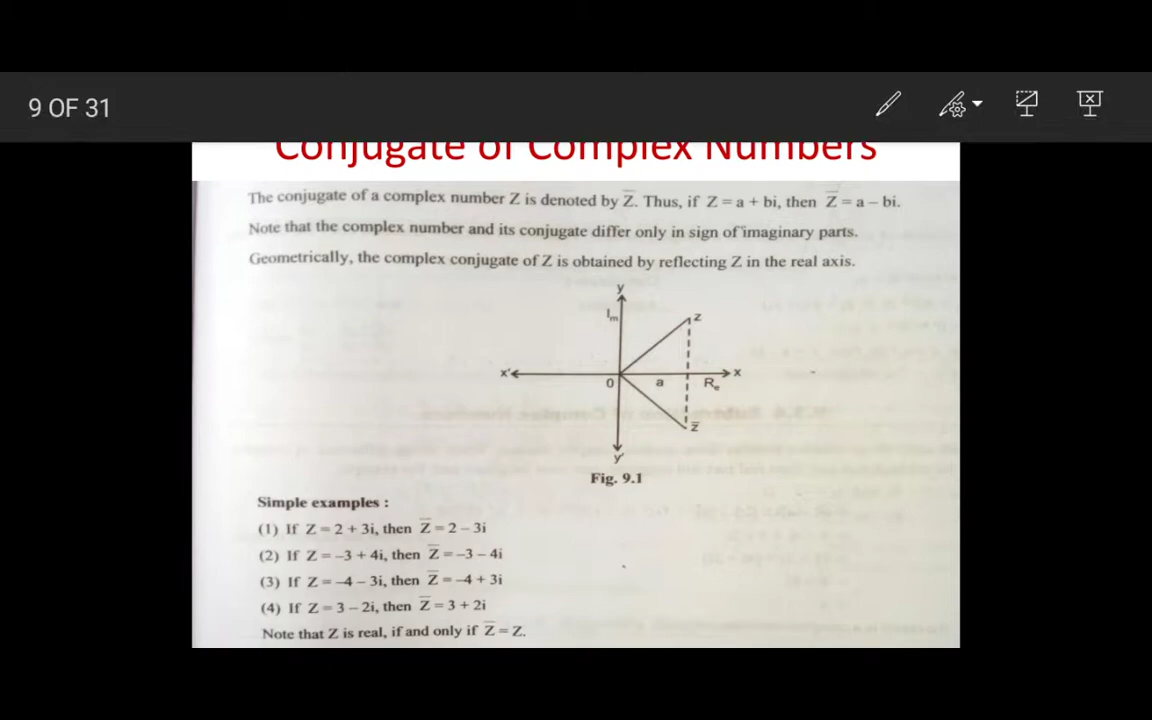 9 OF 31
Conjugate of Complex Numbers
The conjugate of a complex number Z is denoted by Z̅. Thus, if Z = a + bi, then Z̅ = a – bi.
Note that the complex number and its conjugate differ only in sign of imaginary parts.
Geometrically, the complex conjugate of Z is obtained by reflecting Z in the real axis.
y
Im
z
x'
x
0
a
Re
z̅
y'
Fig. 9.1
Simple examples :
(1) If Z = 2 + 3i, then Z̅ = 2 – 3i
(2) If Z = –3 + 4i, then Z̅ = –3 – 4i
(3) If Z = –4 – 3i, then Z̅ = –4 + 3i
(4) If Z = 3 – 2i, then Z̅ = 3 + 2i
Note that Z is real, if and only if Z̅ = Z.